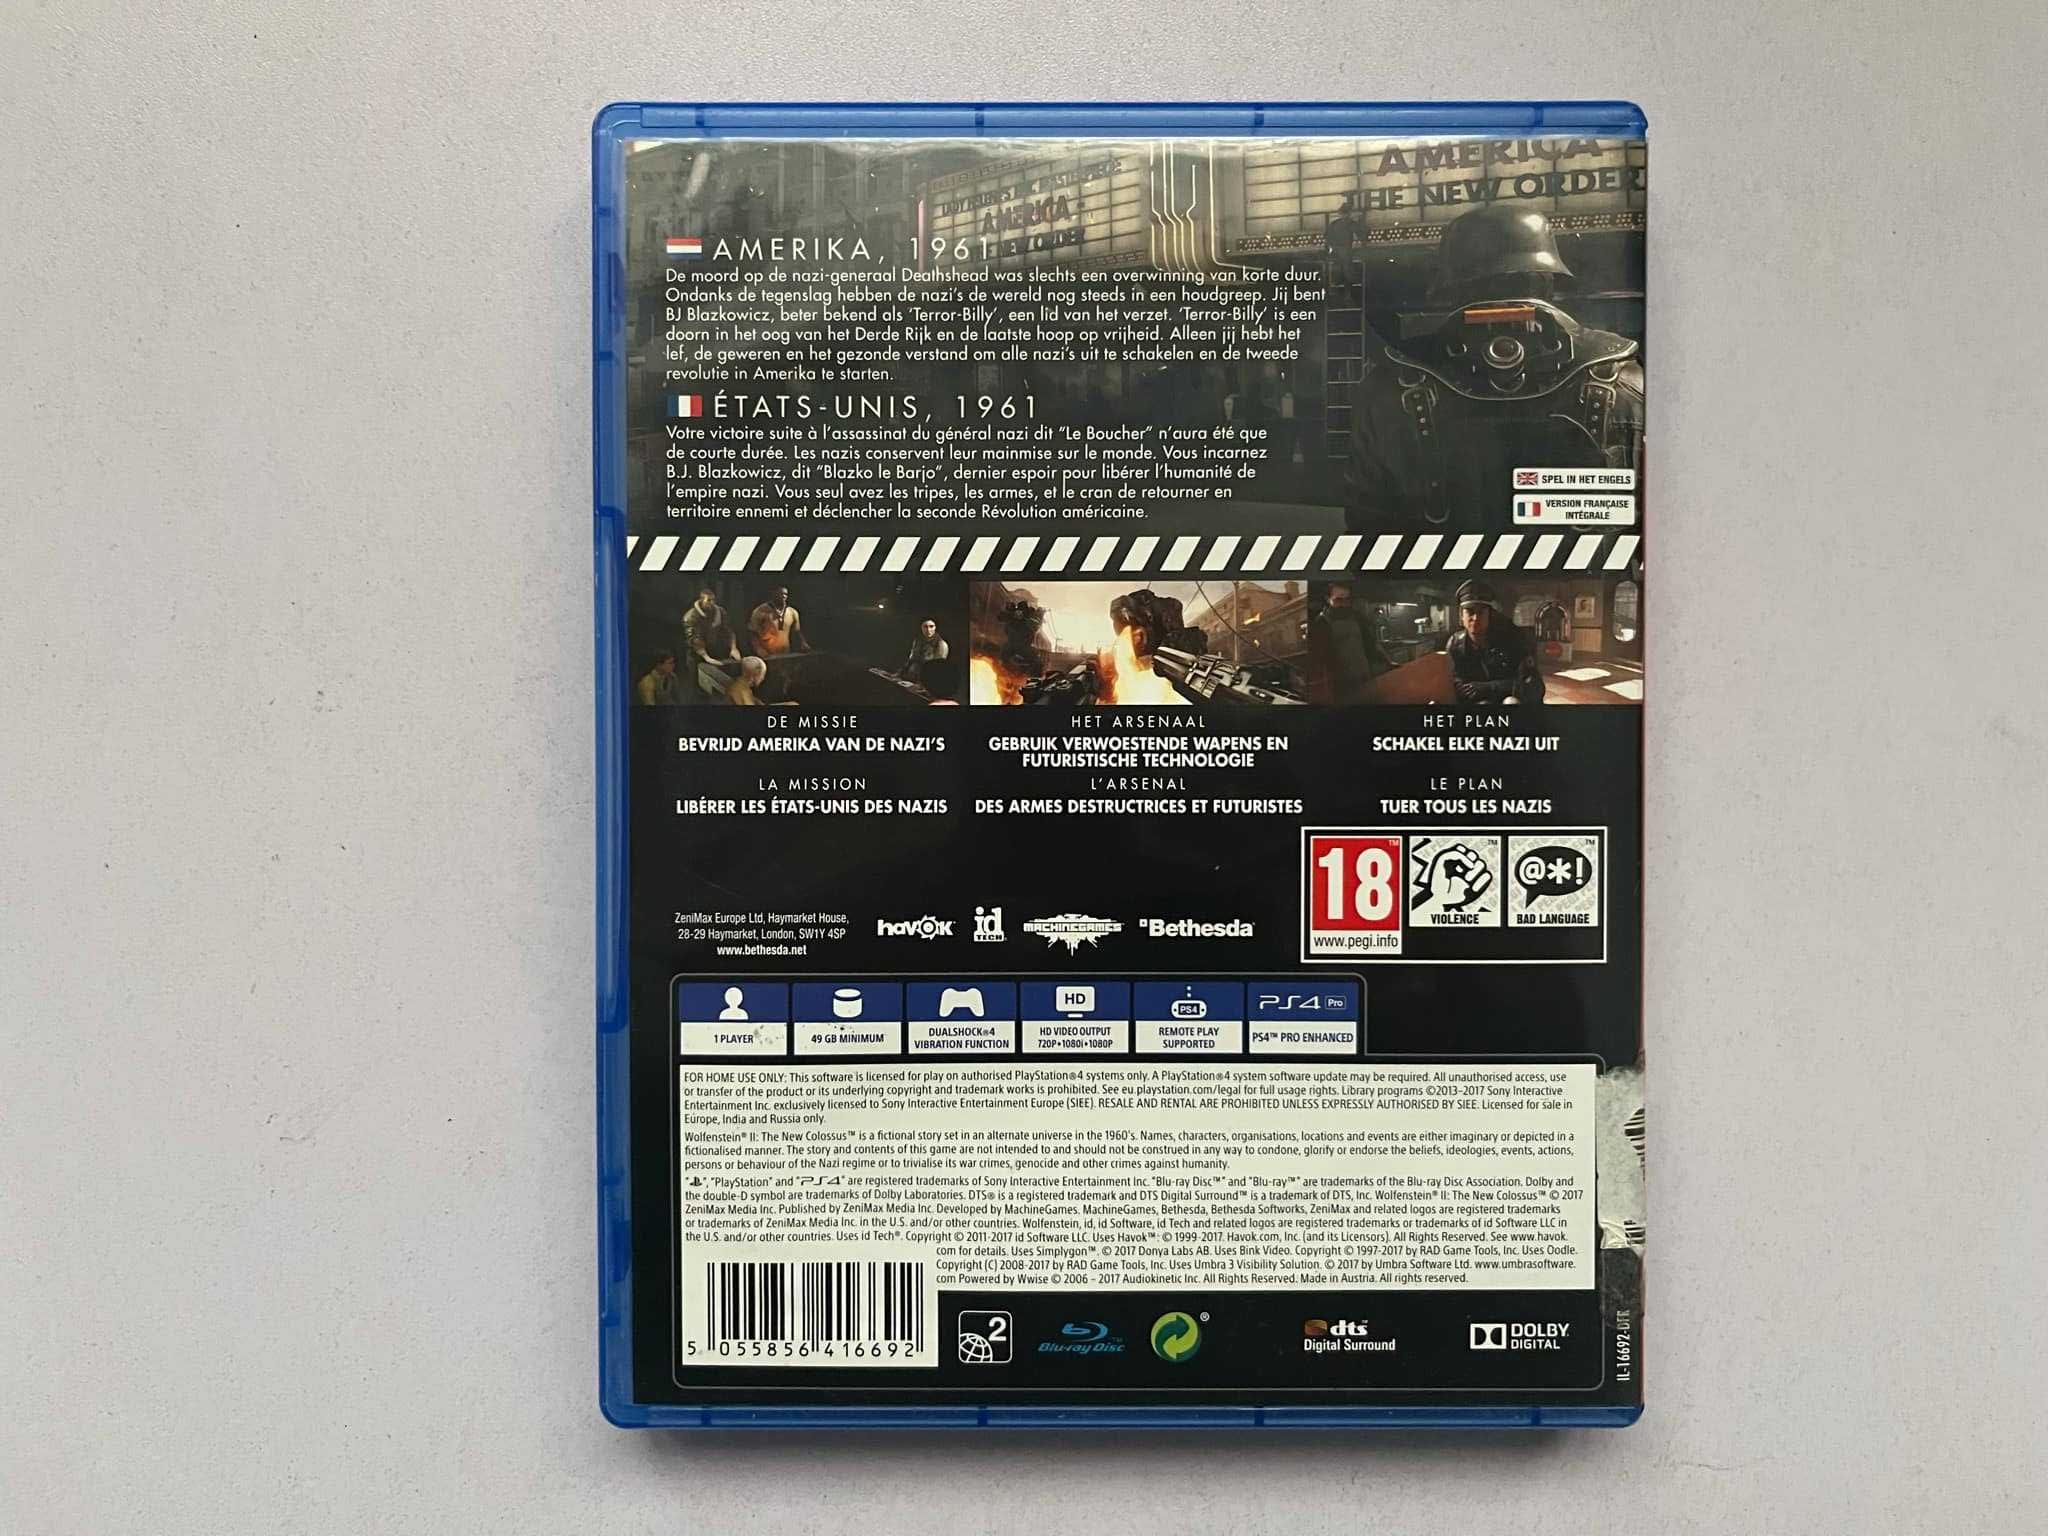 AMERICA
THE NEW ORDER
AMERICA
NEW ORDER
AMERIKA, 1961
De moord op de nazi-generaal Deathshead was slechts een overwinning van korte duur.
Ondanks de tegenslag hebben de nazi's de wereld nog steeds in een houdgreep. Jij bent
BJ Blazkowicz, beter bekend als 'Terror-Billy', een lid van het verzet. 'Terror-Billy' is een
doorn in het oog van het Derde Rijk en de laatste hoop op vrijheid. Alleen jij hebt het
lef, de geweren en het gezonde verstand om alle nazi's uit te schakelen en de tweede
revolutie in Amerika te starten.
ÉTATS-UNIS, 1961
Votre victoire suite à l'assassinat du général nazi dit "Le Boucher" n'aura été que
de courte durée. Les nazis conservent leur mainmise sur le monde. Vous incarnez
B.J. Blazkowicz, dit "Blazko le Barjo", dernier espoir pour libérer l'humanité de
l'empire nazi. Vous seul avez les tripes, les armes, et le cran de retourner en
territoire ennemi et déclencher la seconde Révolution américaine.
SPEL IN HET ENGELS
VERSION FRANÇAISE
INTÉGRALE
DE MISSIE
BEVRIJD AMERIKA VAN DE NAZI'S
LA MISSION
LIBÉRER LES ÉTATS-UNIS DES NAZIS
HET ARSENAAL
GEBRUIK VERWOESTENDE WAPENS EN
FUTURISTISCHE TECHNOLOGIE
L'ARSENAL
DES ARMES DESTRUCTRICES ET FUTURISTES
HET PLAN
SCHAKEL ELKE NAZI UIT
LE PLAN
TUER TOUS LES NAZIS
18
www.pegi.info
VIOLENCE
@*!
BAD LANGUAGE
ZeniMax Europe Ltd, Haymarket House,
28-29 Haymarket, London, SW1Y 4SP
www.bethesda.net
havok
id TECH
MACHINEGAMES
Bethesda
1 PLAYER
49 GB MINIMUM
DUALSHOCK®4
VIBRATION FUNCTION
HD
HD VIDEO OUTPUT
720P•1080i•1080P
PS4
REMOTE PLAY
SUPPORTED
PS4 Pro
PS4™ PRO ENHANCED
FOR HOME USE ONLY: This software is licensed for play on authorised PlayStation®4 systems only. A PlayStation®4 system software update may be required. All unauthorised access, use
or transfer of the product or its underlying copyright and trademark works is prohibited. See eu.playstation.com/legal for full usage rights. Library programs ©2013-2017 Sony Interactive
Entertainment Inc. exclusively licensed to Sony Interactive Entertainment Europe (SIEE). RESALE AND RENTAL ARE PROHIBITED UNLESS EXPRESSLY AUTHORISED BY SIEE. Licensed for sale in
Europe, India and Russia only.
Wolfenstein® II: The New Colossus™ is a fictional story set in an alternate universe in the 1960's. Names, characters, organisations, locations and events are either imaginary or depicted in a
fictionalised manner. The story and contents of this game are not intended to and should not be construed in any way to condone, glorify or endorse the beliefs, ideologies, events, actions,
persons or behaviour of the Nazi regime or to trivialise its war crimes, genocide and other crimes against humanity.
"PS", "PlayStation" and "PS4" are registered trademarks of Sony Interactive Entertainment Inc. "Blu-ray Disc™" and "Blu-ray™" are trademarks of the Blu-ray Disc Association. Dolby and
the double-D symbol are trademarks of Dolby Laboratories. DTS® is a registered trademark and DTS Digital Surround™ is a trademark of DTS, Inc. Wolfenstein® II: The New Colossus™ © 2017
ZeniMax Media Inc. Published by ZeniMax Media Inc. Developed by MachineGames. MachineGames, Bethesda, Bethesda Softworks, ZeniMax and related logos are registered trademarks
or trademarks of ZeniMax Media Inc. in the U.S. and/or other countries. Wolfenstein, id, id Software, id Tech and related logos are registered trademarks or trademarks of id Software LLC in
the U.S. and/or other countries. Uses id Tech®. Copyright © 2011-2017 id Software LLC. Uses Havok™: © 1999-2017. Havok.com, Inc. (and its Licensors). All Rights Reserved. See www.havok.
com for details. Uses Simplygon™. © 2017 Donya Labs AB. Uses Bink Video. Copyright © 1997-2017 by RAD Game Tools, Inc. Uses Oodle.
Copyright (C) 2008-2017 by RAD Game Tools, Inc. Uses Umbra 3 Visibility Solution. © 2017 by Umbra Software Ltd. www.umbrasoftware.
com Powered by Wwise © 2006 - 2017 Audiokinetic Inc. All Rights Reserved. Made in Austria. All rights reserved.
5 055856 416692
2
Blu-ray Disc
dts
Digital Surround
DOLBY
DIGITAL